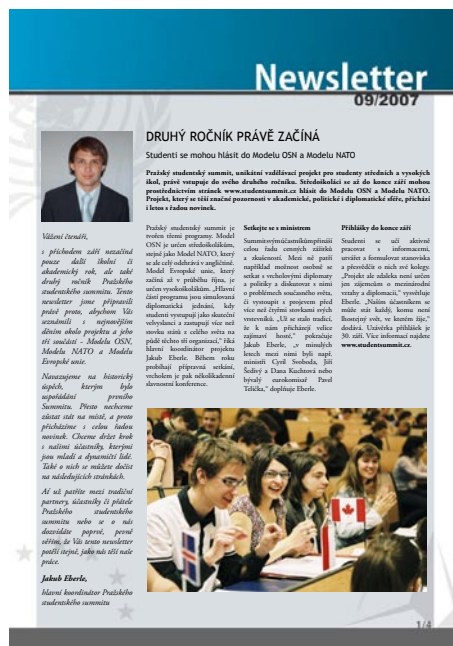 Newsletter
09/2007
DRUHÝ ROČNÍK PRÁVĚ ZAČÍNÁ
Studenti se mohou hlásit do Modelu OSN a Modelu NATO
Pražský studentský summit, unikátní vzdělávací projekt pro studenty středních a vysokých
škol, právě vstupuje do svého druhého ročníku. Středoškoláci se až do konce září mohou
prostřednictvím stránek www.studentsummit.cz hlásit do Modelu OSN a Modelu NATO.
Projekt, který se těší značné pozornosti v akademické, politické i diplomatické sféře, přichází
i letos s řadou novinek.
Vážení čtenáři,
s příchodem září nezačíná
pouze další školní či
akademický rok, ale také
druhý ročník Pražského
studentského summitu. Tento
newsletter jsme připravili
právě proto, abychom Vás
seznámili s nejnovějším
děním okolo projektu a jeho
tří součástí - Modelu OSN,
Modelu NATO a Modelu
Evropské unie.
Navazujeme na historický
úspěch, kterým bylo
uspořádání prvního
Summitu. Přesto nechceme
zůstat stát na místě, a proto
přicházíme s celou řadou
novinek. Chceme držet krok
s našimi účastníky, kterými
jsou mladí a dynamičtí lidé.
Také o nich se můžete dočíst
na následujících stránkách.
Ať už patříte mezi tradiční
partnery, účastníky či přátele
Pražského studentského
summitu nebo se o nás
dozvídáte poprvé, pevně
věřím, že Vás tento newsletter
potěší stejně, jako nás těší naše
práce.
Jakub Eberle,
hlavní koordinátor Pražského
studentského summitu
Pražský studentský summit je
tvořen třemi programy. Model
OSN je určen středoškolákům,
stejně jako Model NATO, který
se ale celý odehrává v angličtině.
Model Evropské unie, který
začíná až v průběhu října, je
určen vysokoškolákům. „Hlavní
částí programu jsou simulovaná
diplomatická jednání, kdy
studenti vystupují jako skuteční
velvyslanci a zastupují více než
stovku států z celého světa na
půdě těchto tří organizací,“ říká
hlavní koordinátor projektu
Jakub Eberle. Během roku
probíhají přípravná setkání,
vrcholem je pak několikadenní
slavnostní konference.
Setkejte se s ministrem
Summit svým účastníkům přináší
celou řadu cenných zážitků
a zkušeností. Mezi ně patří
například možnost osobně se
setkat s vrcholovými diplomaty
a politiky a diskutovat s nimi
o problémech současného světa,
či vystoupit s projevem před
více než čtyřmi stovkami svých
vrstevníků. „Už se stalo tradicí,
že k nám přicházejí velice
zajímaví hosté,“ pokračuje
Jakub Eberle, „v minulých
letech mezi nimi byli např.
ministři Cyril Svoboda, Jiří
Šedivý a Dana Kuchtová nebo
bývalý eurokomisař Pavel
Telička,“ doplňuje Eberle.
Přihlášky do konce září
Studenti se učí aktivně
pracovat s informacemi,
utvářet a formulovat stanoviska
a přesvědčit o nich své kolegy.
„Projekt ale zdaleka není určen
jen zájemcům o mezinárodní
vztahy a diplomacii,“ vysvětluje
Eberle. „Naším účastníkem se
může stát každý, komu není
lhostejný svět, ve kterém žije,“
dodává. Uzávěrka přihlášek je
30. září. Více informací najdete
www.studentsummit.cz.
1/4